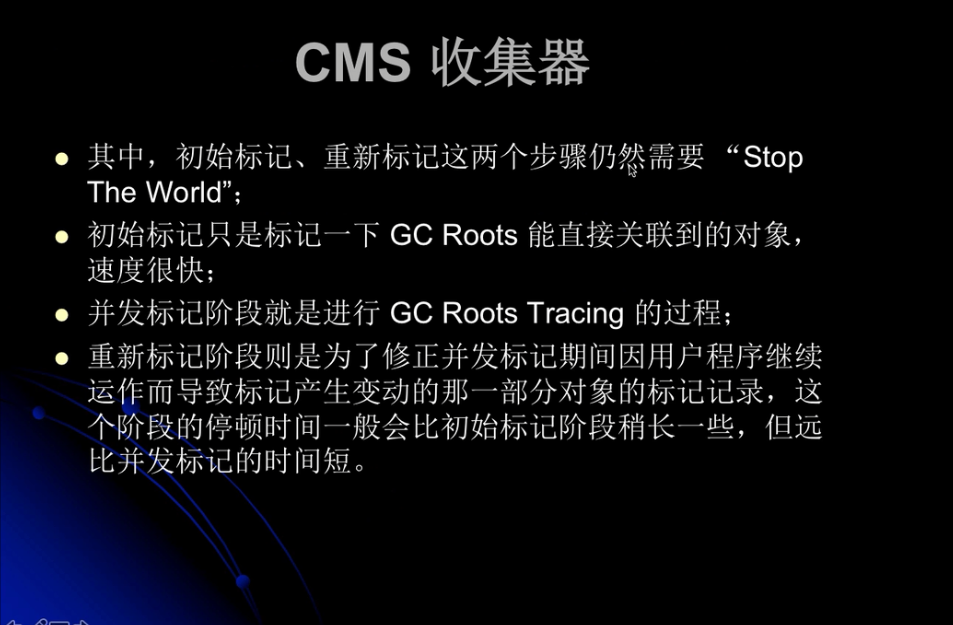 CMS 收集器
其中，初始标记、重新标记这两个步骤仍然需要 “Stop
The World”；
初始标记只是标记一下 GC Roots 能直接关联到的对象，
速度很快；
并发标记阶段就是进行 GC Roots Tracing 的过程；
重新标记阶段则是为了修正并发标记期间因用户程序继续
运作而导致标记产生变动的那一部分对象的标记记录，这
个阶段的停顿时间一般会比初始标记阶段稍长一些，但远
比并发标记的时间短。